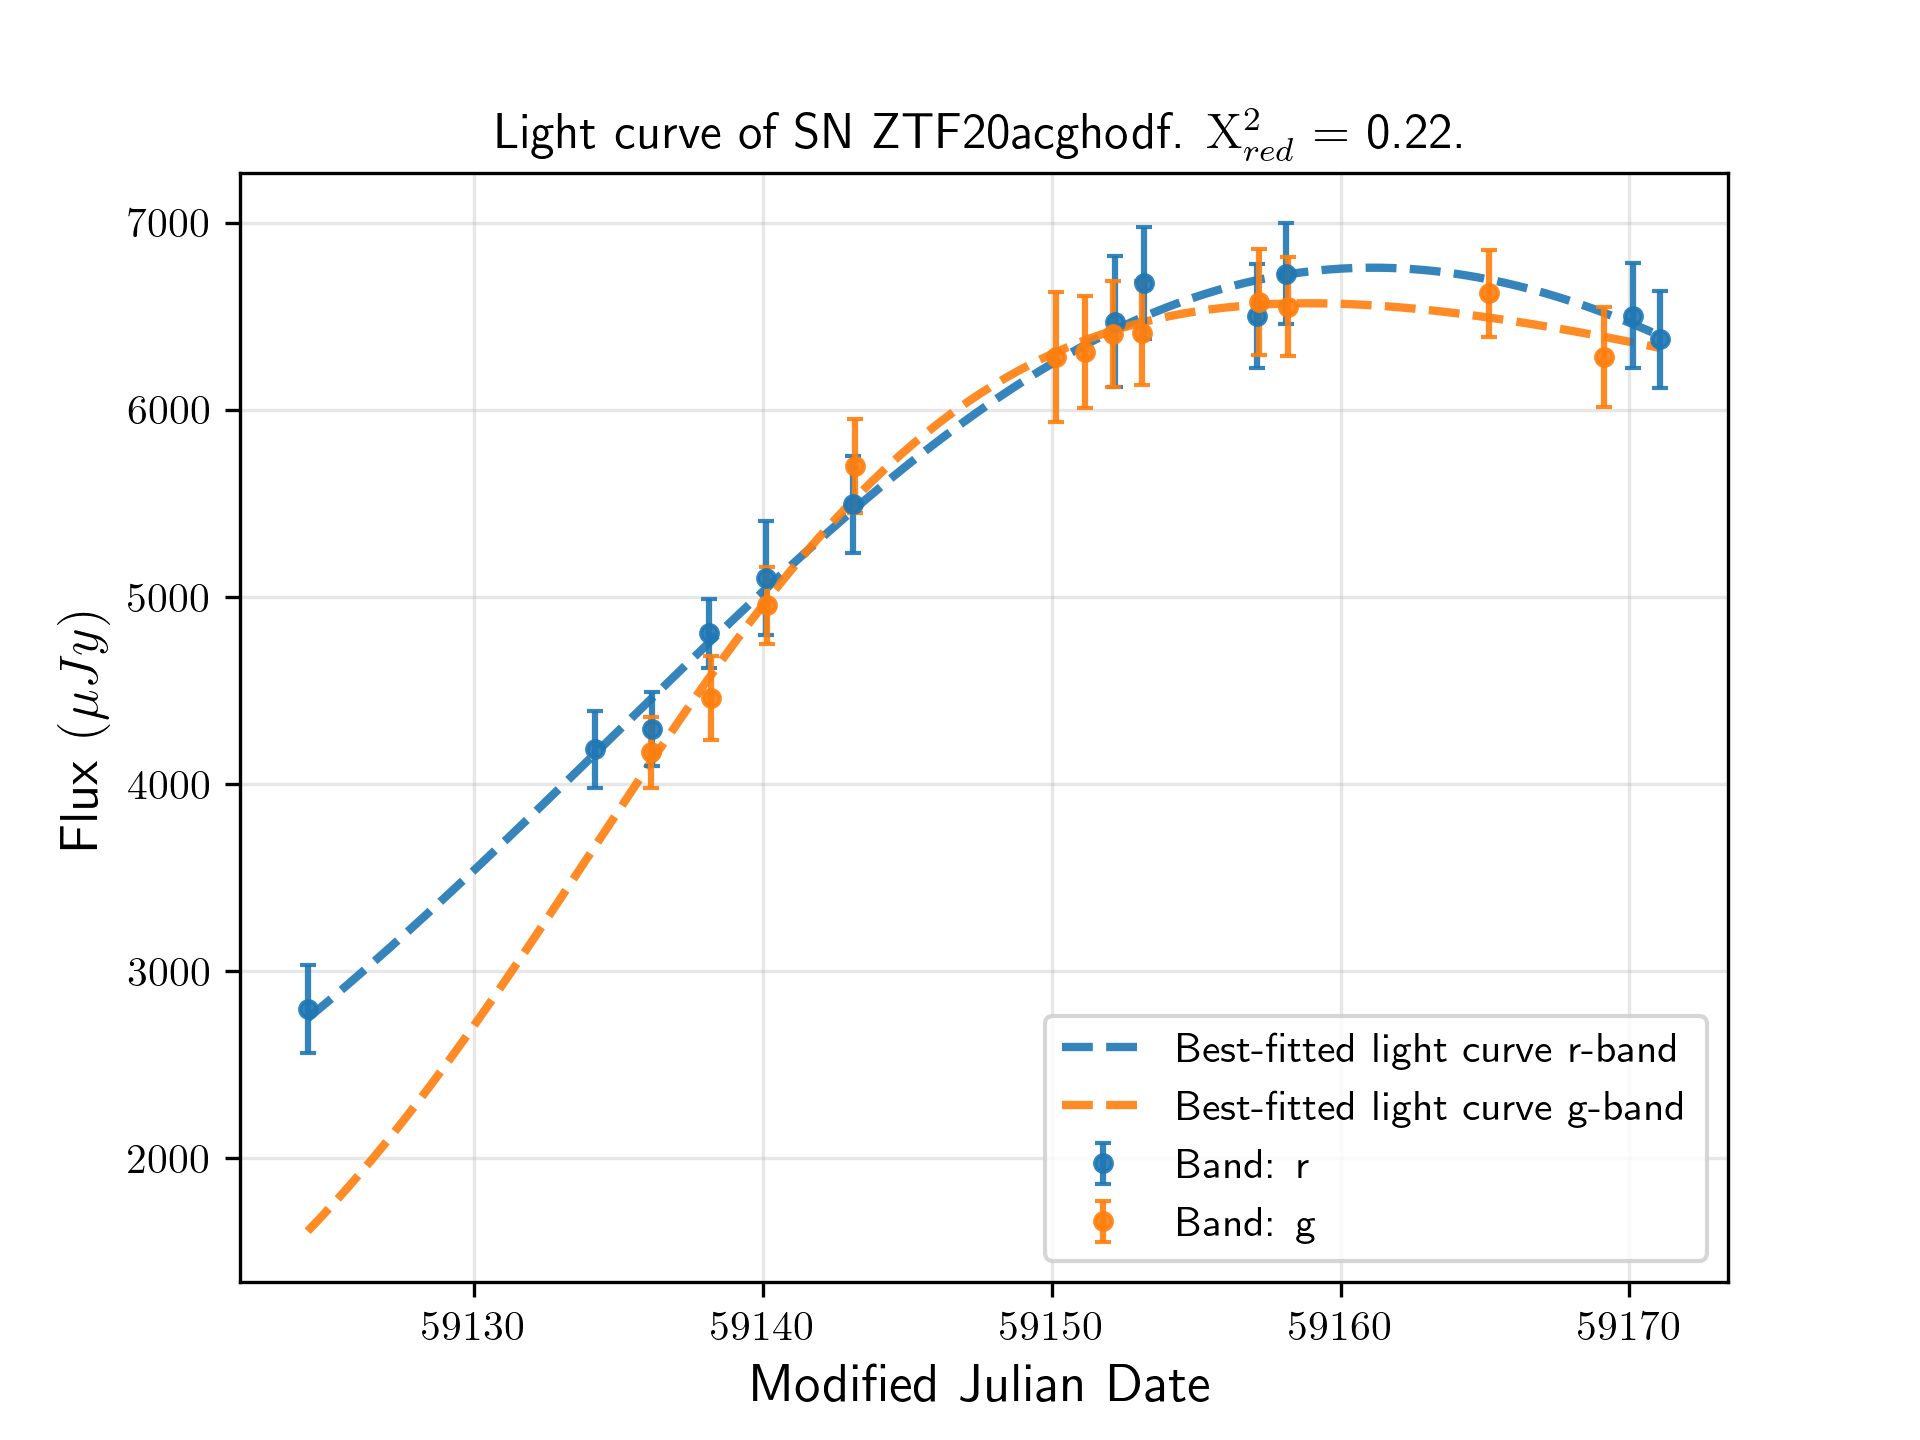 Light curve of SN ZTF20acghodf. X²_red = 0.22.
7000
6000
5000
4000
3000
2000
Flux (μJy)
59130 59140 59150 59160 59170
Modified Julian Date
Best-fitted light curve r-band
Best-fitted light curve g-band
Band: r
Band: g